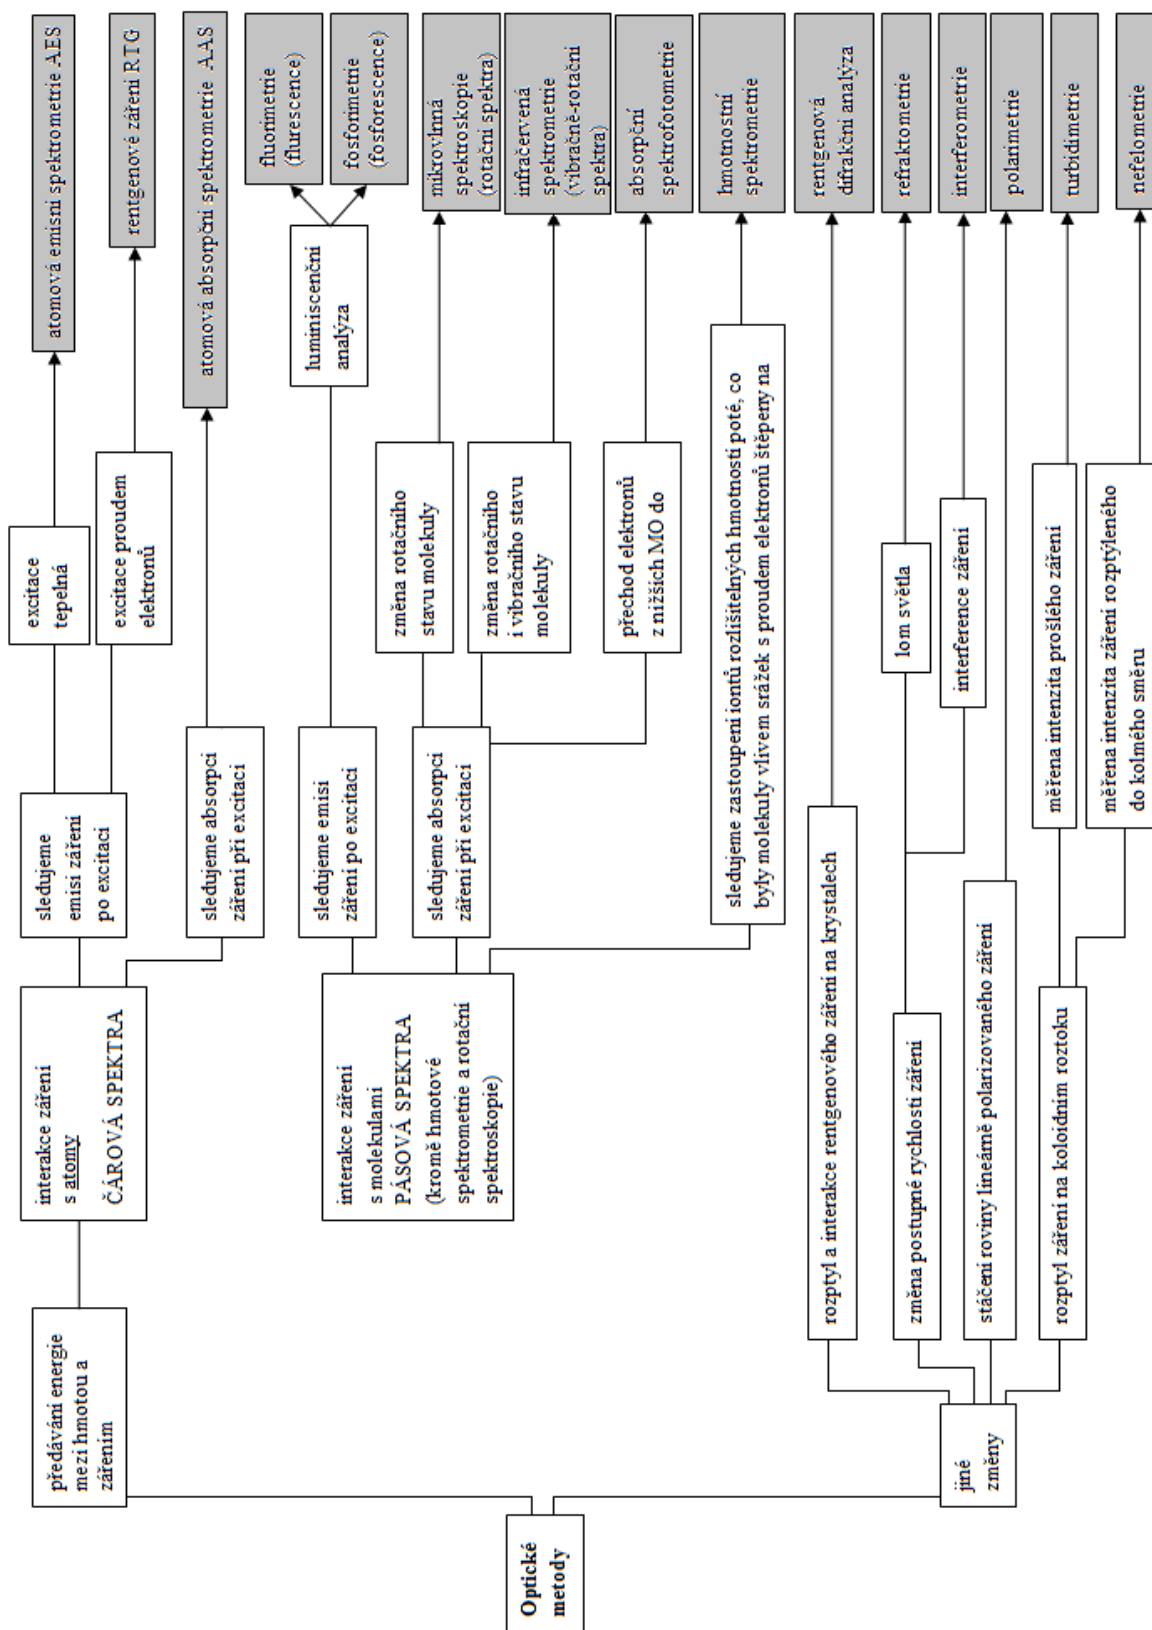 Optické
metody
předávání energie
mezi hmotou a
zářením
interakce záření
s atomy
ČÁROVÁ SPEKTRA
sledujeme
emisi záření
po excitaci
excitace
tepelná
atomová emisní spektrometrie AES
excitace proudem
elektronů
rentgenové záření RTG
sledujeme absorpci
záření při excitaci
atomová absorpční spektrometrie AAS
interakce záření
s molekulami
PÁSOVÁ SPEKTRA
(kromě hmotové
spektrometrie a rotační
spektroskopie)
sledujeme emisi
záření po excitaci
luminiscenční
analýza
fluorimetrie
(flurescence)
fosforimetrie
(fosforescence)
sledujeme absorpci
záření při excitaci
změna rotačního
stavu molekuly
mikrovlnná
spektroskopie
(rotační spektra)
změna rotačního
i vibračního stavu
molekuly
infračervená
spektrometrie
(vibračně-rotační
spektra)
přechod elektronů
z nižších MO do
absorpční
spektrofotometrie
sledujeme zastoupení iontů rozlišitelných hmotností poté, co
byly molekuly vlivem srážek s proudem elektronů štěpeny na
hmotnostní
spektrometrie
jiné
změny
rozptyl a interakce rentgenového záření na krystalech
rentgenová
difrakční analýza
změna postupné rychlosti záření
lom světla
refraktometrie
interference záření
interferometrie
stáčení roviny lineárně polarizovaného záření
polarimetrie
rozptyl záření na koloidním roztoku
měřena intenzita prošlého záření
turbidimetrie
měřena intenzita záření rozptýleného
do kolmého směru
nefelometrie